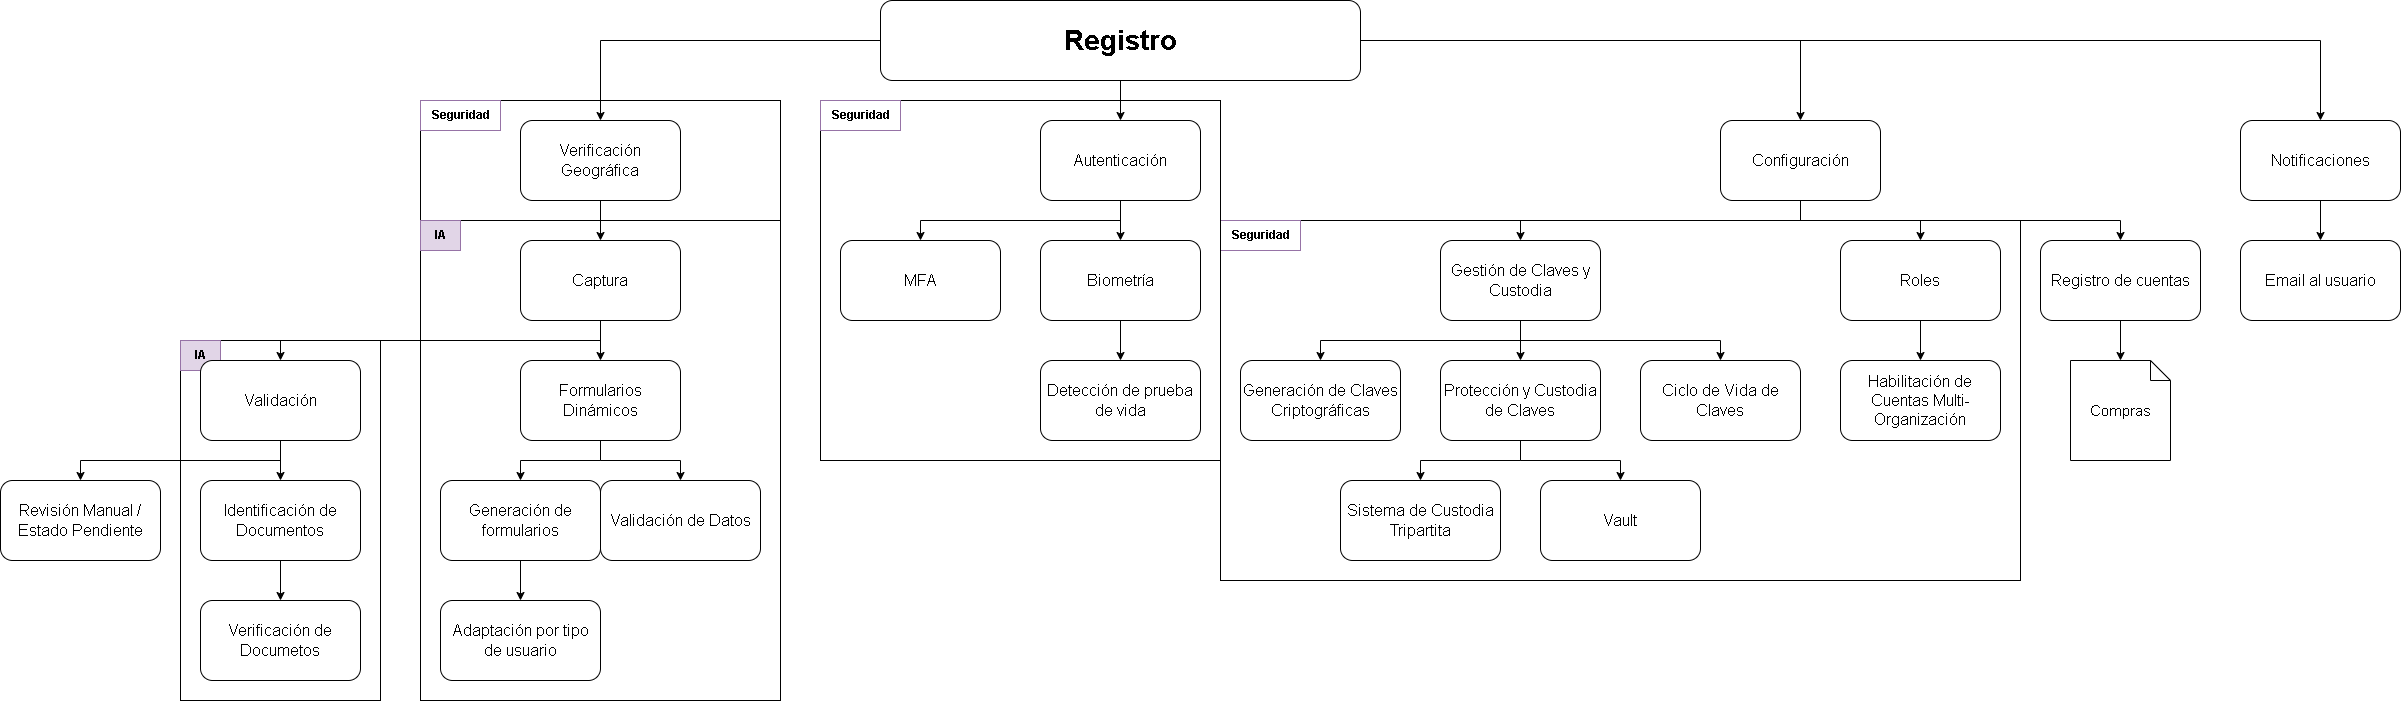 Registro
Seguridad
Verificación
Geográfica
Seguridad
Autenticación
Configuración
Notificaciones
IA
Captura
MFA
Biometría
Seguridad
Gestión de Claves y
Custodia
Roles
Registro de cuentas
Email al usuario
IA
Validación
Formularios
Dinámicos
Detección de prueba
de vida
Generación de Claves
Criptográficas
Protección y Custodia
de Claves
Ciclo de Vida de
Claves
Habilitación de
Cuentas Multi-
Organización
Compras
Revisión Manual /
Estado Pendiente
Identificación de
Documentos
Generación de
formularios
Validación de Datos
Sistema de Custodia
Tripartita
Vault
Verificación de
Documetos
Adaptación por tipo
de usuario